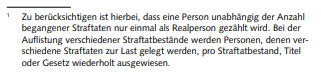 1 Zu berücksichtigen ist hierbei, dass eine Person unabhängig der Anzahl
begangener Straftaten nur einmal als Realperson gezählt wird. Bei der
Auflistung verschiedener Straftatbestände werden Personen, denen ver-
schiedene Straftaten zur Last gelegt werden, pro Straftatbestand, Titel
oder Gesetz wiederholt ausgewiesen.